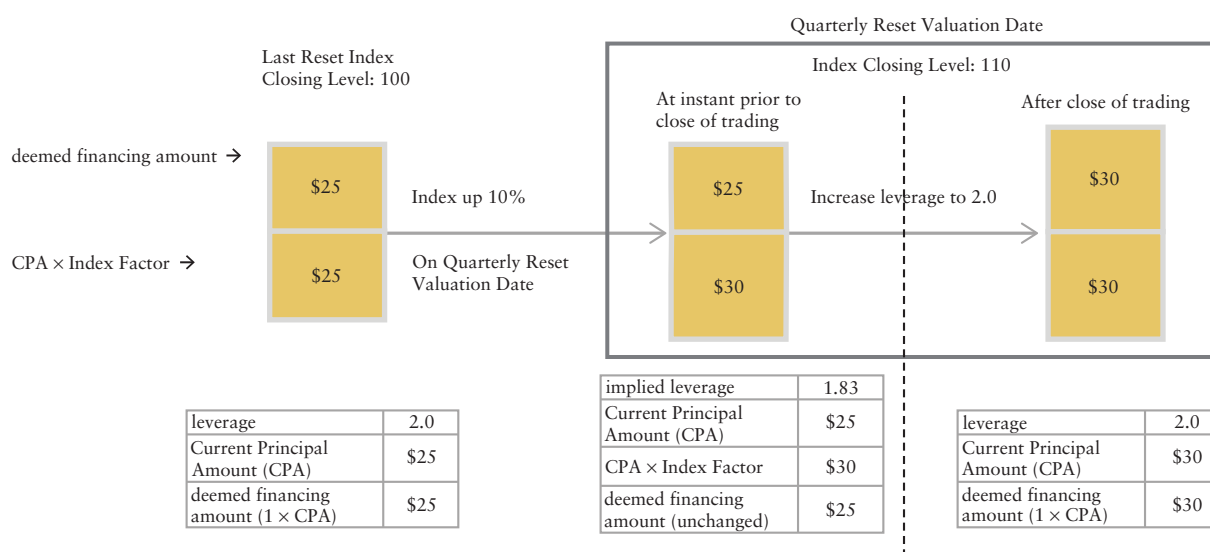 Quarterly Reset Valuation Date
Last Reset Index
Closing Level: 100
Index Closing Level: 110
At instant prior to
close of trading
After close of trading
deemed financing amount →
$25
Index up 10%
$25
Increase leverage to 2.0
$30
CPA × Index Factor →
$25
On Quarterly Reset
Valuation Date
$30
$30
leverage 2.0
Current Principal
Amount (CPA) $25
deemed financing
amount (1 × CPA) $25
implied leverage 1.83
Current Principal
Amount (CPA) $25
CPA × Index Factor $30
deemed financing
amount (unchanged) $25
leverage 2.0
Current Principal
Amount (CPA) $30
deemed financing
amount (1 × CPA) $30